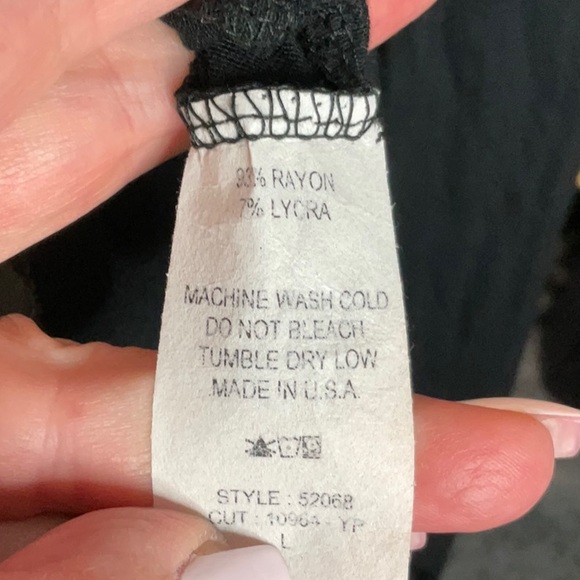 93% RAYON
7% LYCRA
MACHINE WASH COLD
DO NOT BLEACH
TUMBLE DRY LOW
MADE IN U.S.A.
STYLE : 52068
CUT : 10964 - YP
L